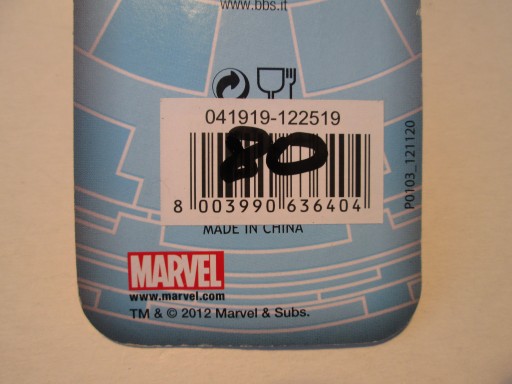 www.bbs.it
041919-122519
80
8 003990 636404
P0103_121120
MADE IN CHINA
MARVEL
www.marvel.com
TM & © 2012 Marvel & Subs.